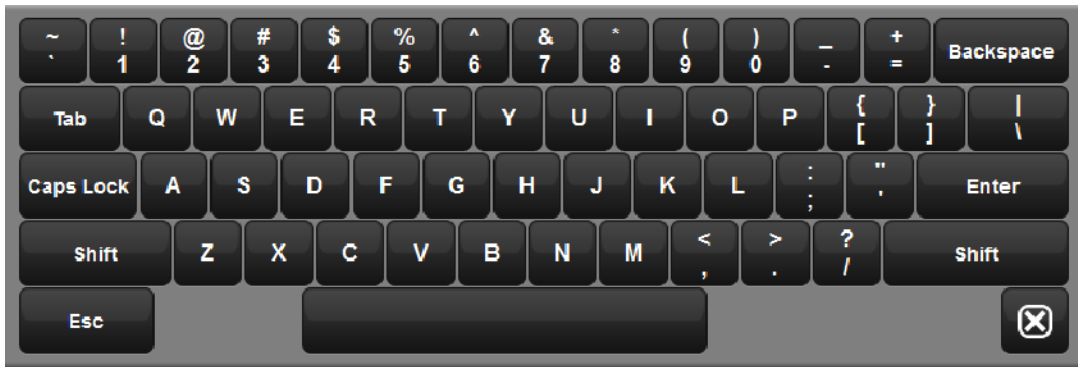 ~ ! @ # $ % ^ & * ( ) _ +
` 1 2 3 4 5 6 7 8 9 0 - = Backspace
Tab Q W E R T Y U I O P { } |
[ ] \
Caps Lock A S D F G H J K L : " Enter
; '
Shift Z X C V B N M < > ? Shift
, . /
Esc